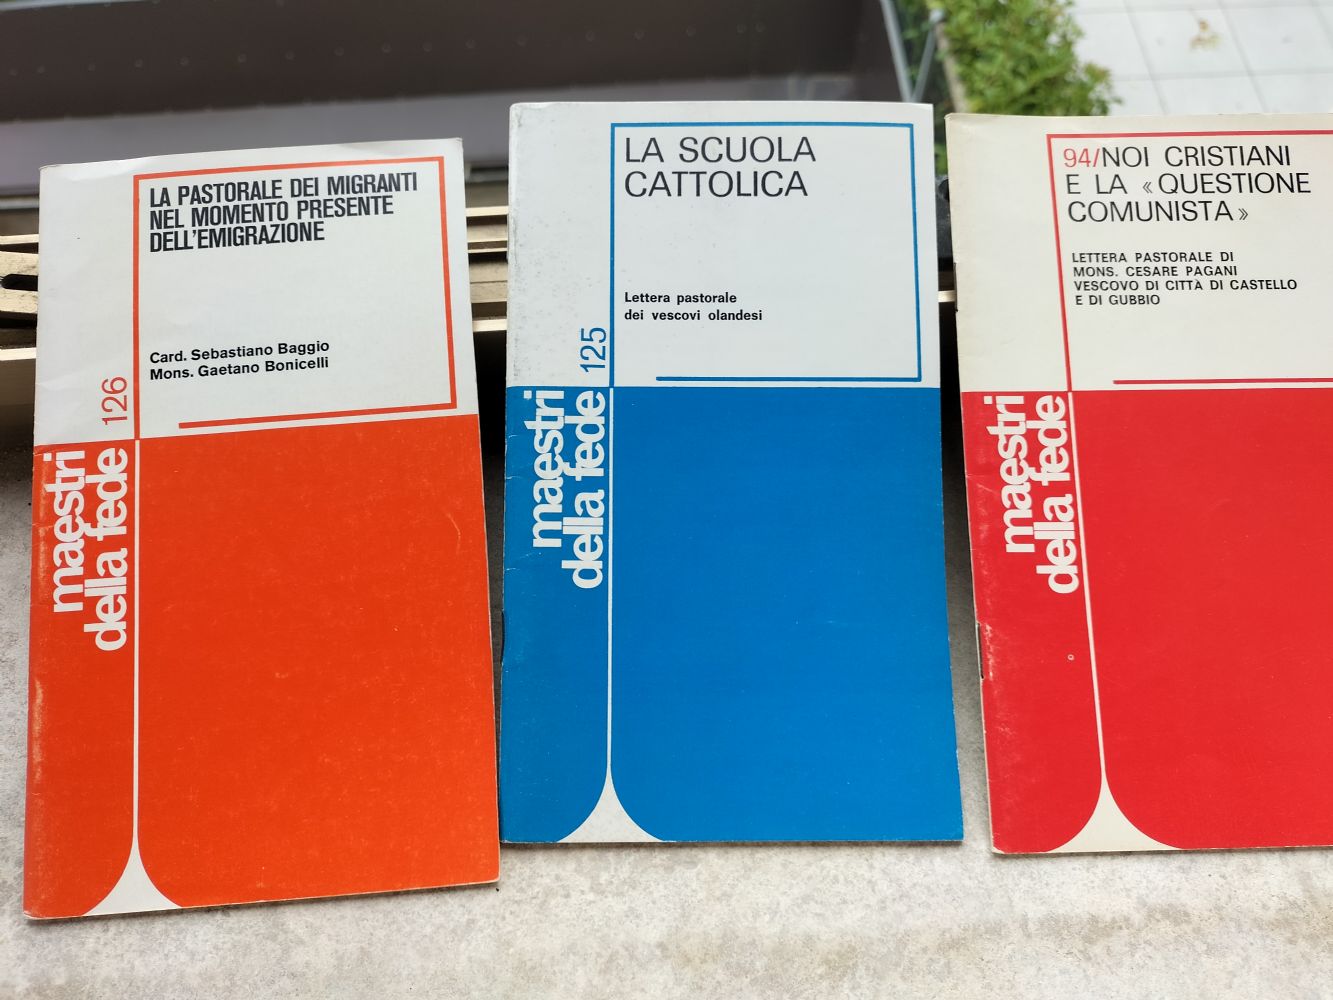 LA PASTORALE DEI MIGRANTI
NEL MOMENTO PRESENTE
DELL'EMIGRAZIONE
Card. Sebastiano Baggio
Mons. Gaetano Bonicelli
126
maestri
della fede
LA SCUOLA
CATTOLICA
Lettera pastorale
dei vescovi olandesi
125
maestri
della fede
94/NOI CRISTIANI
E LA « QUESTIONE
COMUNISTA »
LETTERA PASTORALE DI
MONS. CESARE PAGANI
VESCOVO DI CITTÀ DI CASTELLO
E DI GUBBIO
maestri
della fede